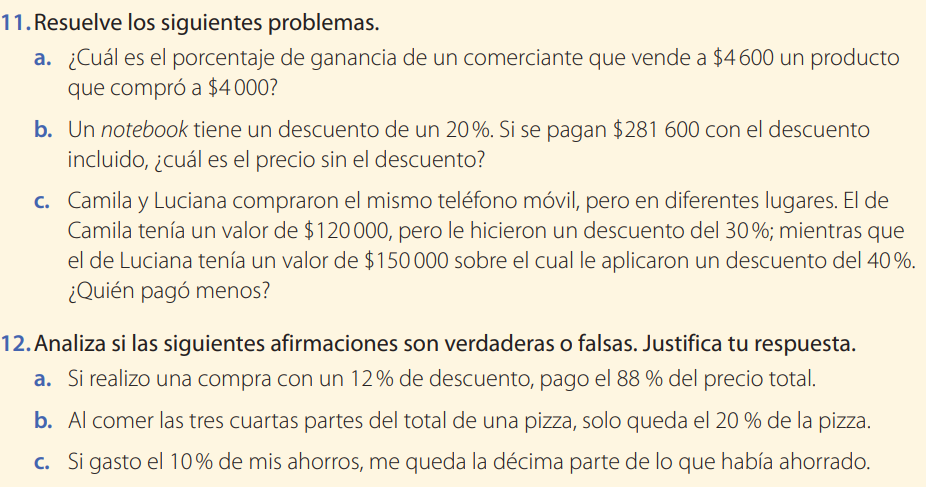 11. Resuelve los siguientes problemas.
a. ¿Cuál es el porcentaje de ganancia de un comerciante que vende a $4 600 un producto
que compró a $4 000?
b. Un notebook tiene un descuento de un 20 %. Si se pagan $281 600 con el descuento
incluido, ¿cuál es el precio sin el descuento?
c. Camila y Luciana compraron el mismo teléfono móvil, pero en diferentes lugares. El de
Camila tenía un valor de $120 000, pero le hicieron un descuento del 30 %; mientras que
el de Luciana tenía un valor de $150 000 sobre el cual le aplicaron un descuento del 40 %.
¿Quién pagó menos?
12. Analiza si las siguientes afirmaciones son verdaderas o falsas. Justifica tu respuesta.
a. Si realizo una compra con un 12 % de descuento, pago el 88 % del precio total.
b. Al comer las tres cuartas partes del total de una pizza, solo queda el 20 % de la pizza.
c. Si gasto el 10 % de mis ahorros, me queda la décima parte de lo que había ahorrado.